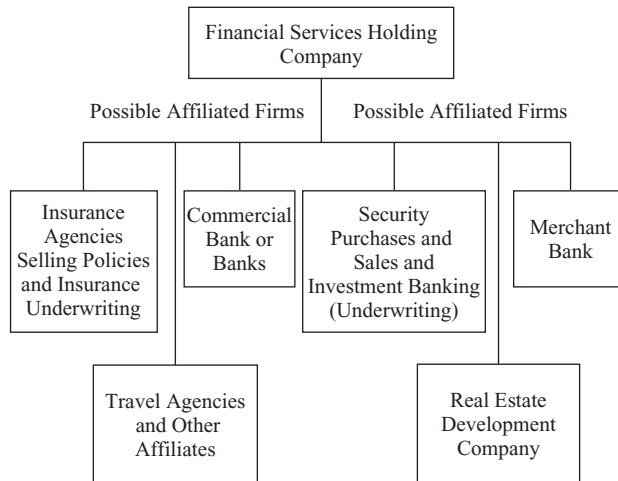 Financial Services Holding
Company
Possible Affiliated Firms
Possible Affiliated Firms
Insurance
Agencies
Selling Policies
and Insurance
Underwriting
Commercial
Bank or
Banks
Security
Purchases and
Sales and
Investment Banking
(Underwriting)
Merchant
Bank
Travel Agencies
and Other
Affiliates
Real Estate
Development
Company